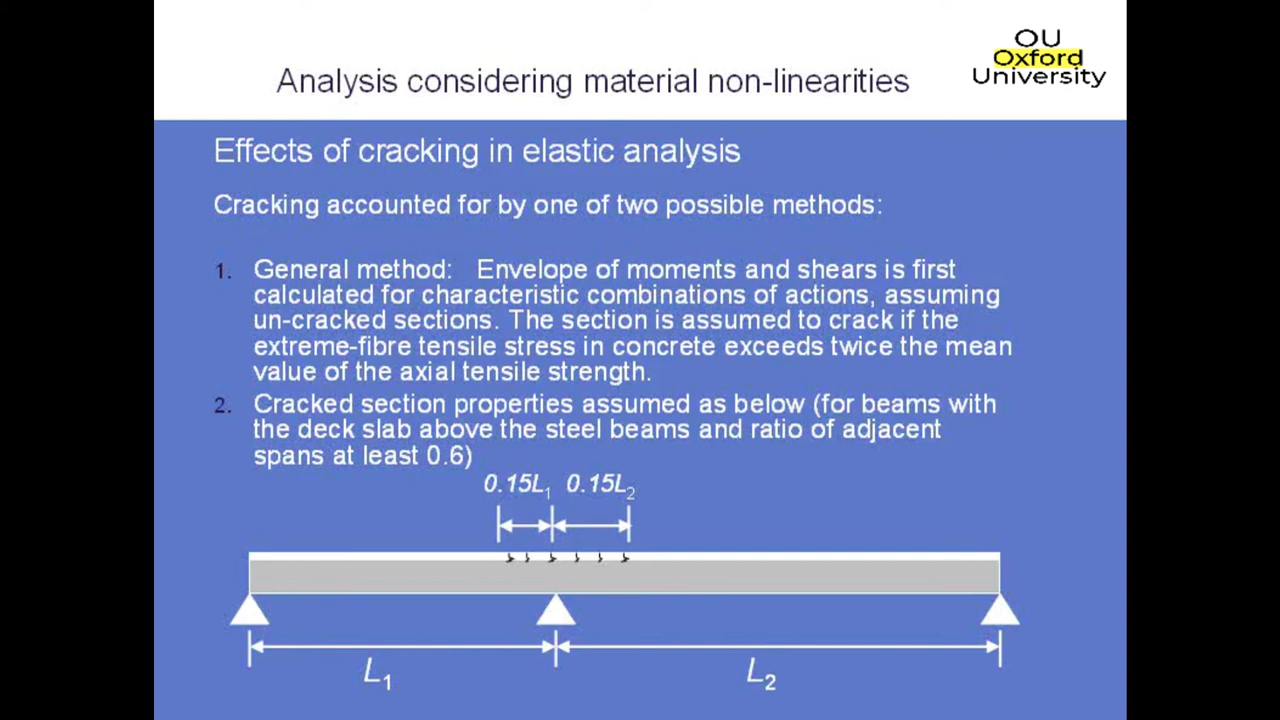 OU
Oxford
University
Analysis considering material non-linearities
Effects of cracking in elastic analysis
Cracking accounted for by one of two possible methods:
1. General method: Envelope of moments and shears is first
calculated for characteristic combinations of actions, assuming
un-cracked sections. The section is assumed to crack if the
extreme-fibre tensile stress in concrete exceeds twice the mean
value of the axial tensile strength.
2. Cracked section properties assumed as below (for beams with
the deck slab above the steel beams and ratio of adjacent
spans at least 0.6)
0.15L1 0.15L2
L1 L2